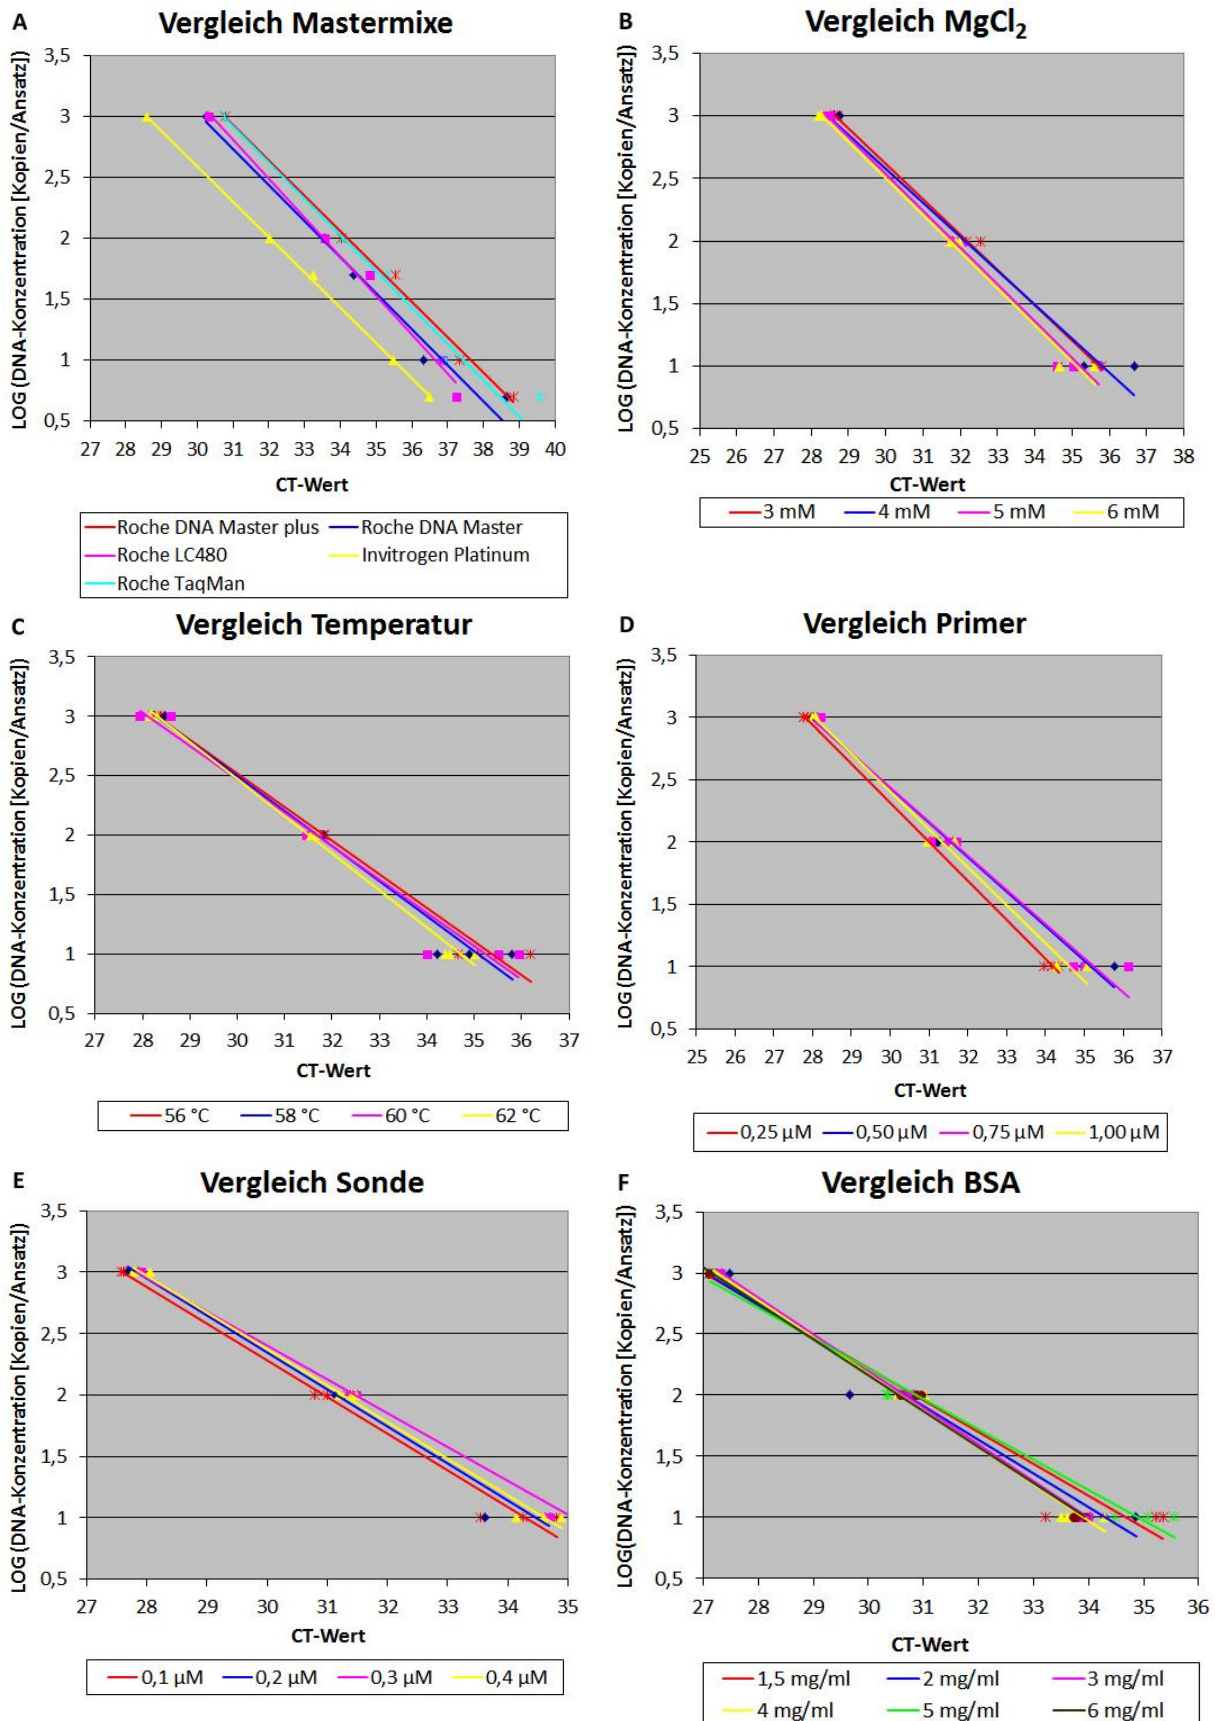 A Vergleich Mastermixe
LOG (DNA-Konzentration [Kopien/Ansatz])
3,5
3
2,5
2
1,5
1
0,5
27 28 30 31 32 34 35 36 38 39 40
CT-Wert
Roche DNA Master plus Roche DNA Master
Roche LC480 Invitrogen Platinum
Roche TaqMan
B Vergleich MgCl₂
LOG (DNA-Konzentration [Kopien/Ansatz])
3,5
3
2,5
2
1,5
1
0,5
25 25 26 28 29 30 32 33 34 35 36 37 38
CT-Wert
3 mM 4 mM 5 mM 6 mM
C Vergleich Temperatur
LOG (DNA-Konzentration [Kopien/Ansatz])
3,5
3
2,5
2
1,5
1
0,5
27 28 30 31 33 34 35 36 37
CT-Wert
56 °C 58 °C 60 °C 62 °C
D Vergleich Primer
LOG (DNA-Konzentration [Kopien/Ansatz])
3,5
3
2,5
2
1,5
1
0,5
25 26 26 28 29 30 31 32 33 34 35 36 37
CT-Wert
0,25 µM 0,50 µM 0,75 µM 1,00 µM
E Vergleich Sonde
LOG (DNA-Konzentration [Kopien/Ansatz])
3,5
3
2,5
2
1,5
1
0,5
27 28 30 31 32 34 35
CT-Wert
0,1 µM 0,2 µM 0,3 µM 0,4 µM
F Vergleich BSA
LOG(DNA-Konzentration [Kopien/Ansatz])
3,5
3
2,5
2
1,5
1
0,5
27 28 29 30 31 33 34 35 36
CT-Wert
1,5 mg/ml 2 mg/ml 3 mg/ml
4 mg/ml 5 mg/ml 6 mg/ml